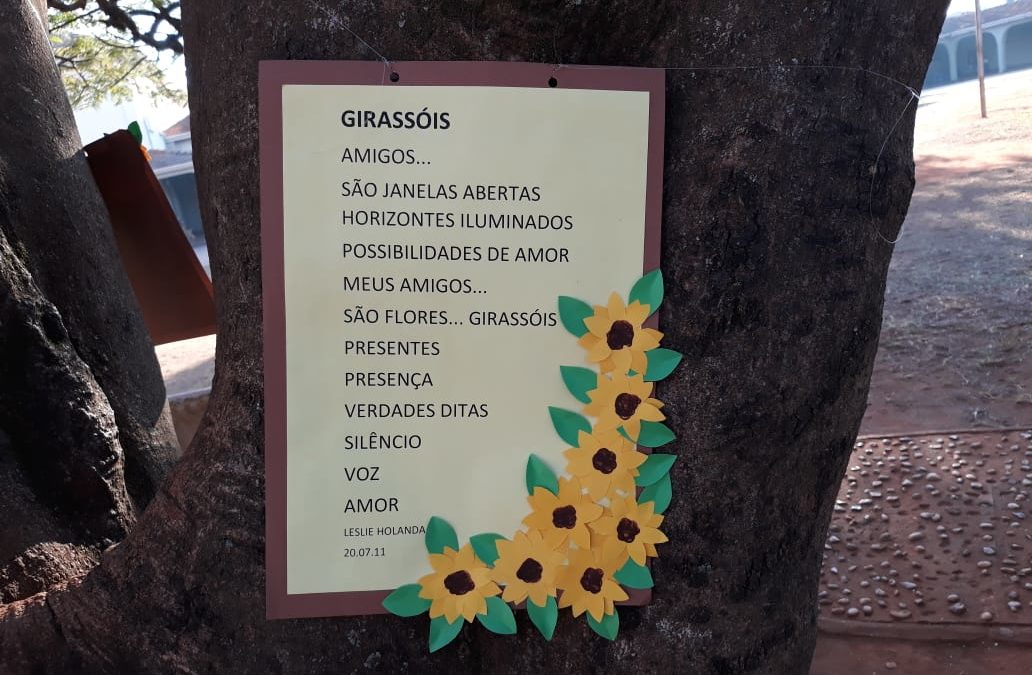 GIRASSÓIS
AMIGOS...
SÃO JANELAS ABERTAS
HORIZONTES ILUMINADOS
POSSIBILIDADES DE AMOR
MEUS AMIGOS...
SÃO FLORES... GIRASSÓIS
PRESENTES
PRESENÇA
VERDADES DITAS
SILÊNCIO
VOZ
AMOR
LESLIE HOLANDA
20.07.11